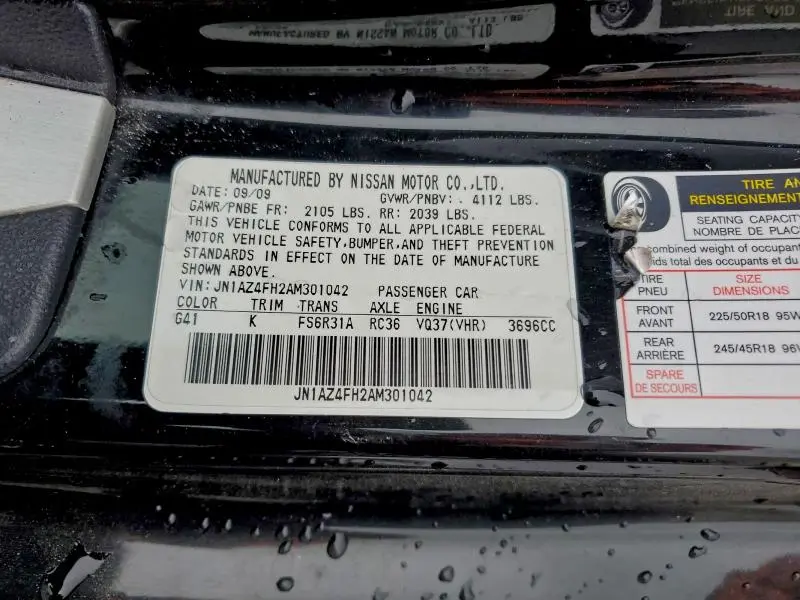 MANUFACTURED BY NISSAN MOTOR CO.,LTD.
DATE: 09/09 GVWR/PNBV: 4112 LBS.
GAWR/PNBE FR: 2105 LBS. RR: 2039 LBS.
THIS VEHICLE CONFORMS TO ALL APPLICABLE FEDERAL
MOTOR VEHICLE SAFETY,BUMPER,AND THEFT PREVENTION
STANDARDS IN EFFECT ON THE DATE OF MANUFACTURE
SHOWN ABOVE.
VIN: JN1AZ4FH2AM301042 PASSENGER CAR
COLOR TRIM TRANS AXLE ENGINE
G41 K FS6R31A RC36 VQ37(VHR) 3696CC
JN1AZ4FH2AM301042
TIRE AN
RENSEIGNEMENT
SEATING CAPACITY
NOMBRE DE PLAC
combined weight of occupant
ids total des occupants et du
TIRE SIZE
PNEU DIMENSIONS
FRONT
AVANT 225/50R18 95W
REAR
ARRIÈRE 245/45R18 96W
SPARE
DE SECOURS